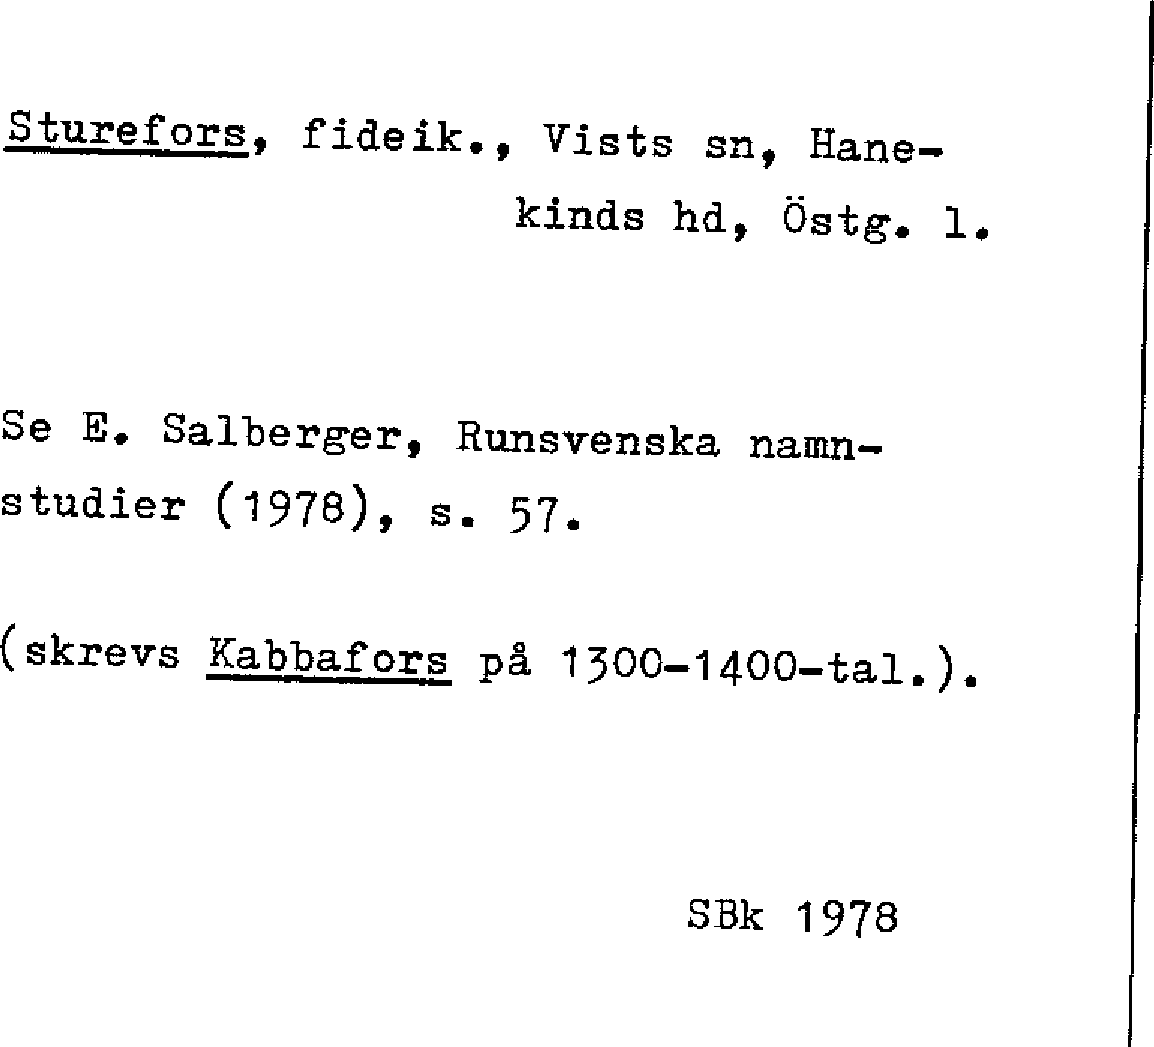 Sturefors, fideik., Vists sn, Hane-
kinds hd, Östg. l.
Se E. Salberger, Runsvenska namn-
studier (1978), s. 57.
(skrevs Kabbafors på 1300-1400-tal.).
SBk 1978